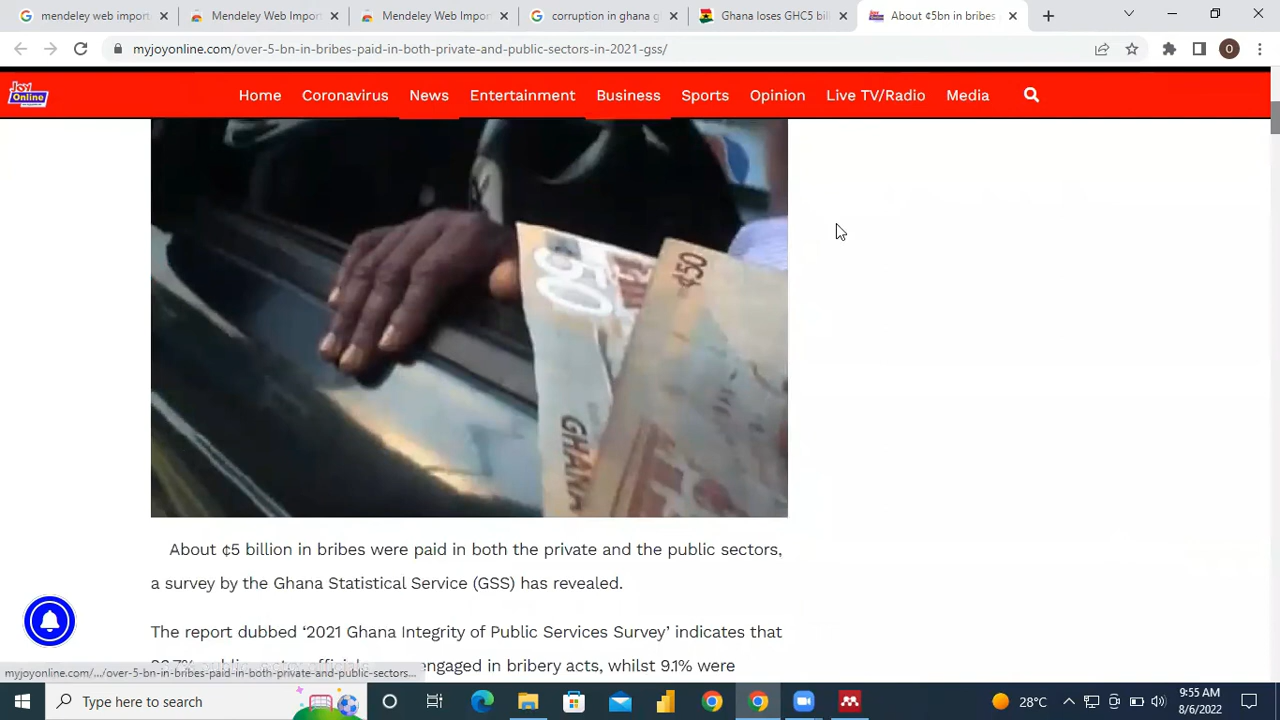 mendeley web import
Mendeley Web Impor
Mendeley Web Impor
corruption in ghana g
Ghana loses GHC5 bil
About ¢5bn in bribes
myjoyonline.com/over-5-bn-in-bribes-paid-in-both-private-and-public-sectors-in-2021-gss/
O
JOY
Online
Home Coronavirus News Entertainment Business Sports Opinion Live TV/Radio Media
50
¢50
GHANA
About ¢5 billion in bribes were paid in both the private and the public sectors,
a survey by the Ghana Statistical Service (GSS) has revealed.
The report dubbed ‘2021 Ghana Integrity of Public Services Survey’ indicates that
engaged in bribery acts, whilst 9.1% were
myjoyonline.com/.../over-5-bn-in-bribes-paid-in-both-private-and-public-sectors...
Type here to search
28°C
9:55 AM
8/6/2022